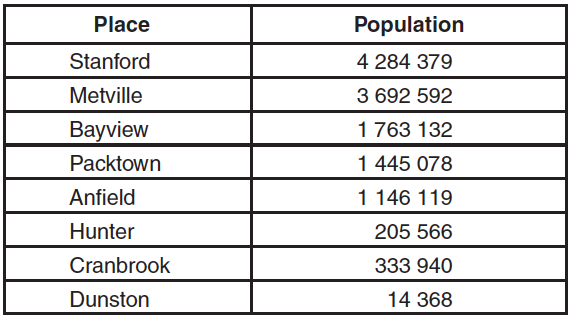 Place Population
Stanford 4 284 379
Metville 3 692 592
Bayview 1 763 132
Packtown 1 445 078
Anfield 1 146 119
Hunter 205 566
Cranbrook 333 940
Dunston 14 368